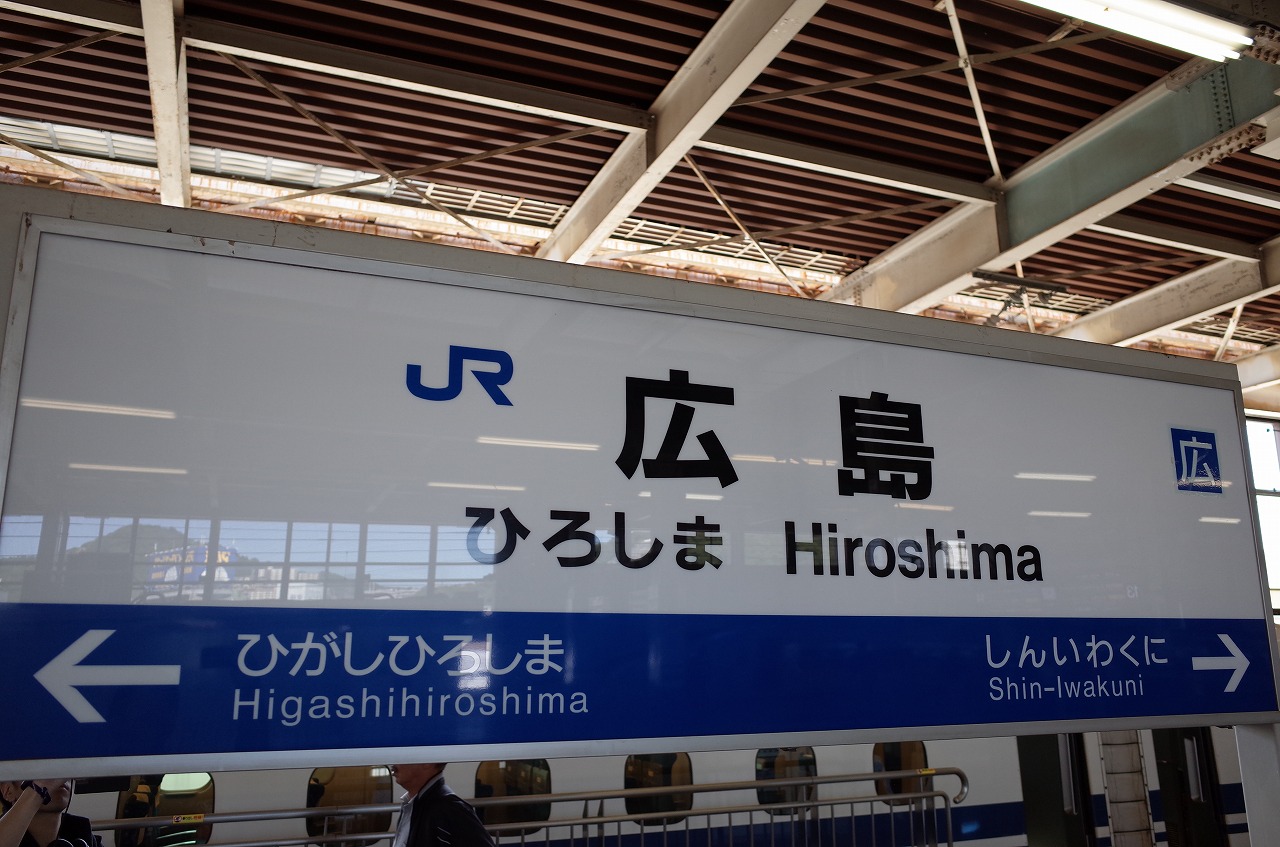 JR 広島
広
ひろしま Hiroshima
ひがしひろしま
Higashihiroshima
しんいわくに
Shin-Iwakuni